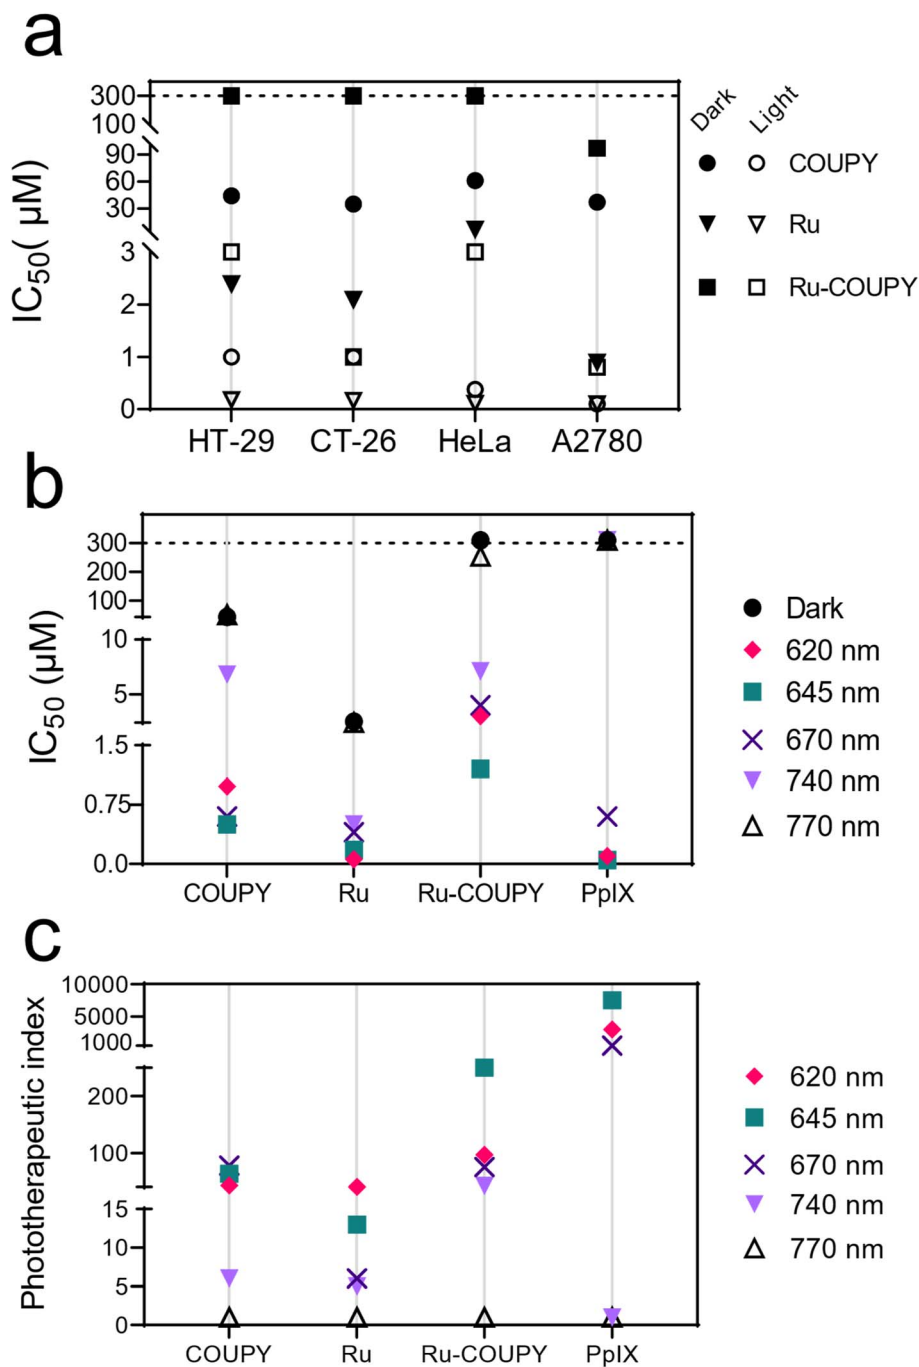 a
Dark
Light
300
100
90
60
30
3
2
1
0
IC50( μM)
COUPY
Ru
Ru-COUPY
HT-29
CT-26
HeLa
A2780
b
300
200
100
10
5
1.5
0.75
0.0
IC50 (μM)
Dark
620 nm
645 nm
670 nm
740 nm
770 nm
COUPY
Ru
Ru-COUPY
PpIX
c
10000
5000
1000
200
100
15
10
5
0
Phototherapeutic index
620 nm
645 nm
670 nm
740 nm
770 nm
COUPY
Ru
Ru-COUPY
PpIX